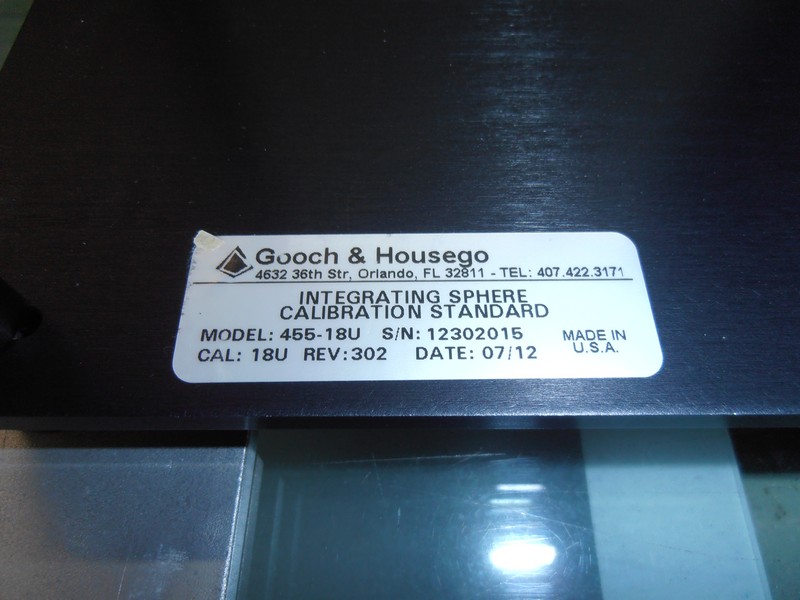 Gooch & Housego
4632 36th Str, Orlando, FL 32811 - TEL: 407.422.3171
INTEGRATING SPHERE
CALIBRATION STANDARD
MODEL: 455-18U S/N: 12302015
CAL: 18U REV:302 DATE: 07/12
MADE IN
U.S.A.